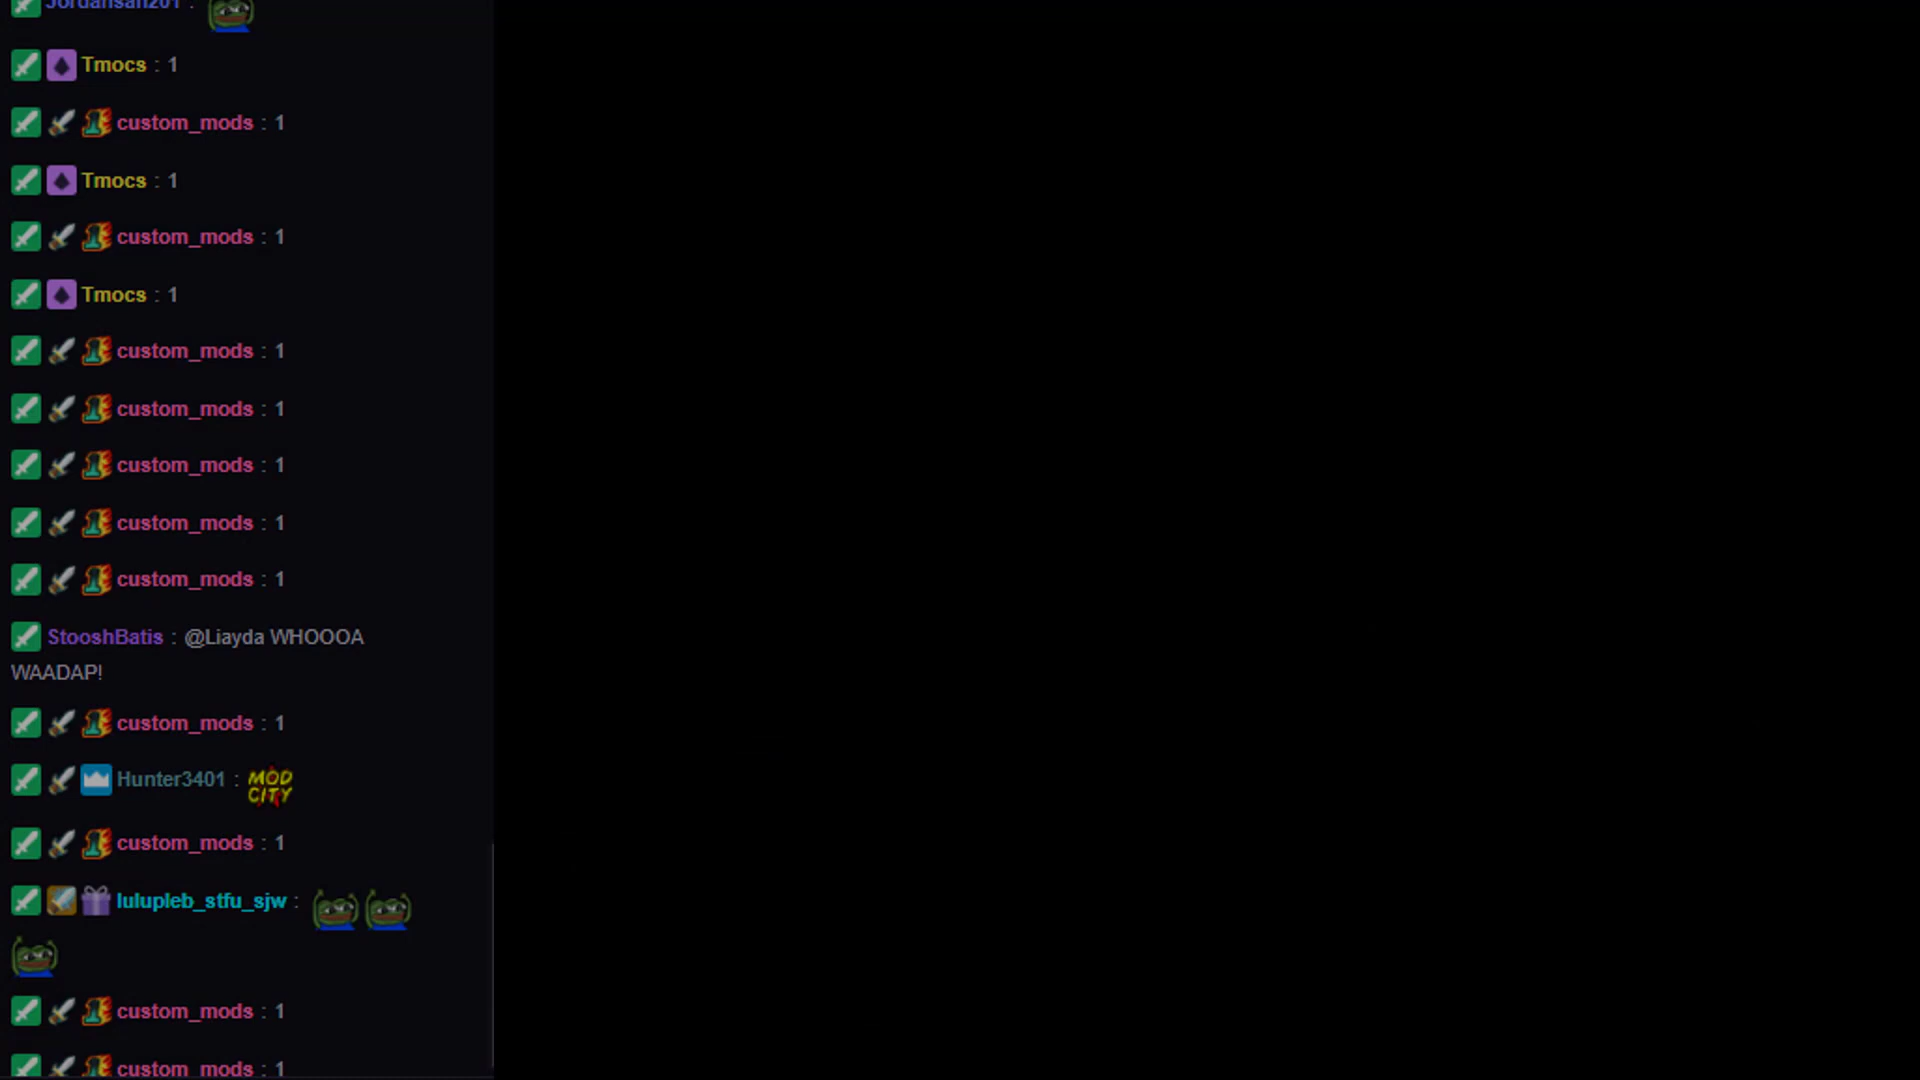 Tmocs : 1
custom_mods : 1
Tmocs : 1
custom_mods : 1
Tmocs : 1
custom_mods : 1
custom_mods : 1
custom_mods : 1
custom_mods : 1
custom_mods : 1
StooshBatis : @Liayda WHOOOA
WAADAP!
custom_mods : 1
Hunter3401 : MOD CITY
custom_mods : 1
lulupleb_stfu_sjw :
custom_mods : 1
custom_mods : 1